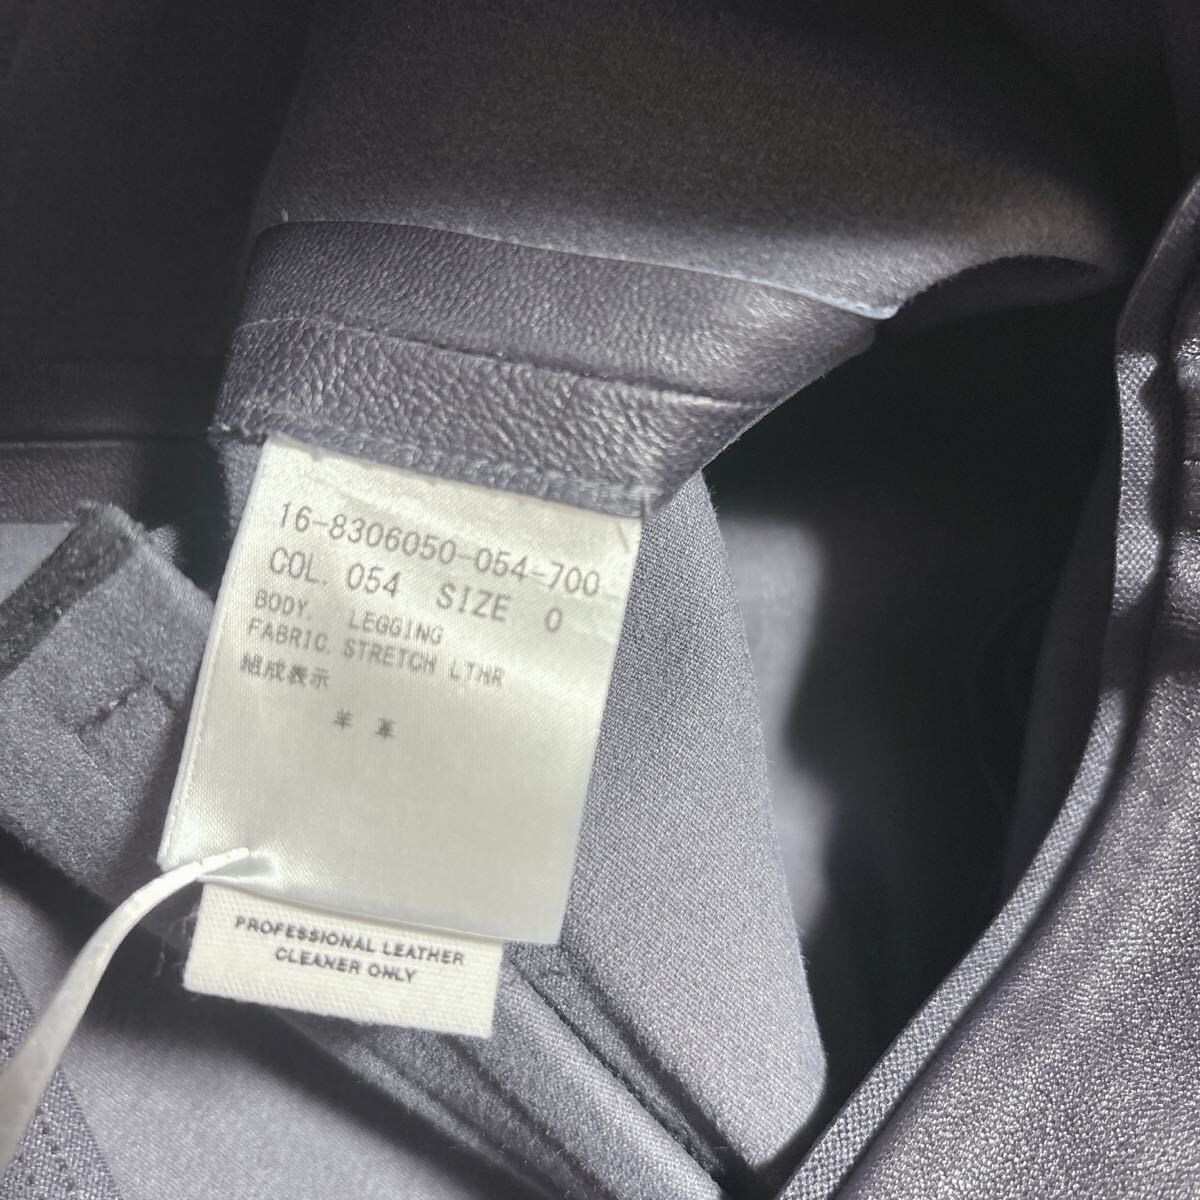 16-8306050-054-700
COL. 054 SIZE 0
BODY. LEGGING
FABRIC. STRETCH LTHR
組成表示
羊 革
PROFESSIONAL LEATHER
CLEANER ONLY